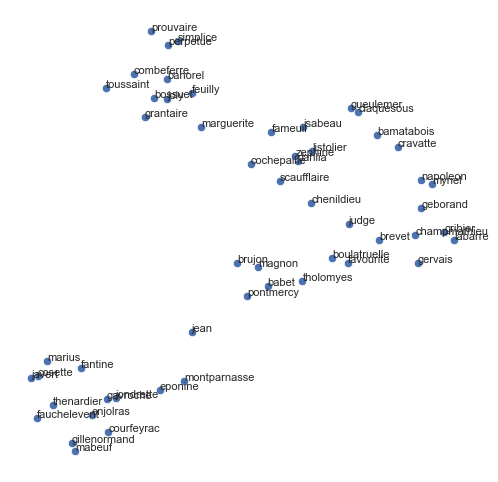 prouvaire
simplice
perpetue
combeferre
bahorel
toussaint
feuilly
bossuet
joly
grantaire
marguerite
gueulemer
claquesous
fameuil
isabeau
bamatabois
cravatte
listolier
zephine
dahlia
cochepaille
scaufflaire
napoleon
myriel
chenildieu
geborand
judge
gribier
champmathieu
labarre
brevet
boulatruelle
favourite
gervais
brujon
magnon
babet
tholomyes
pontmercy
jean
marius
fantine
cosette
javert
montparnasse
eponine
jondrette
gavroche
thenardier
enjolras
fauchelevent
courfeyrac
gillenormand
mabeuf